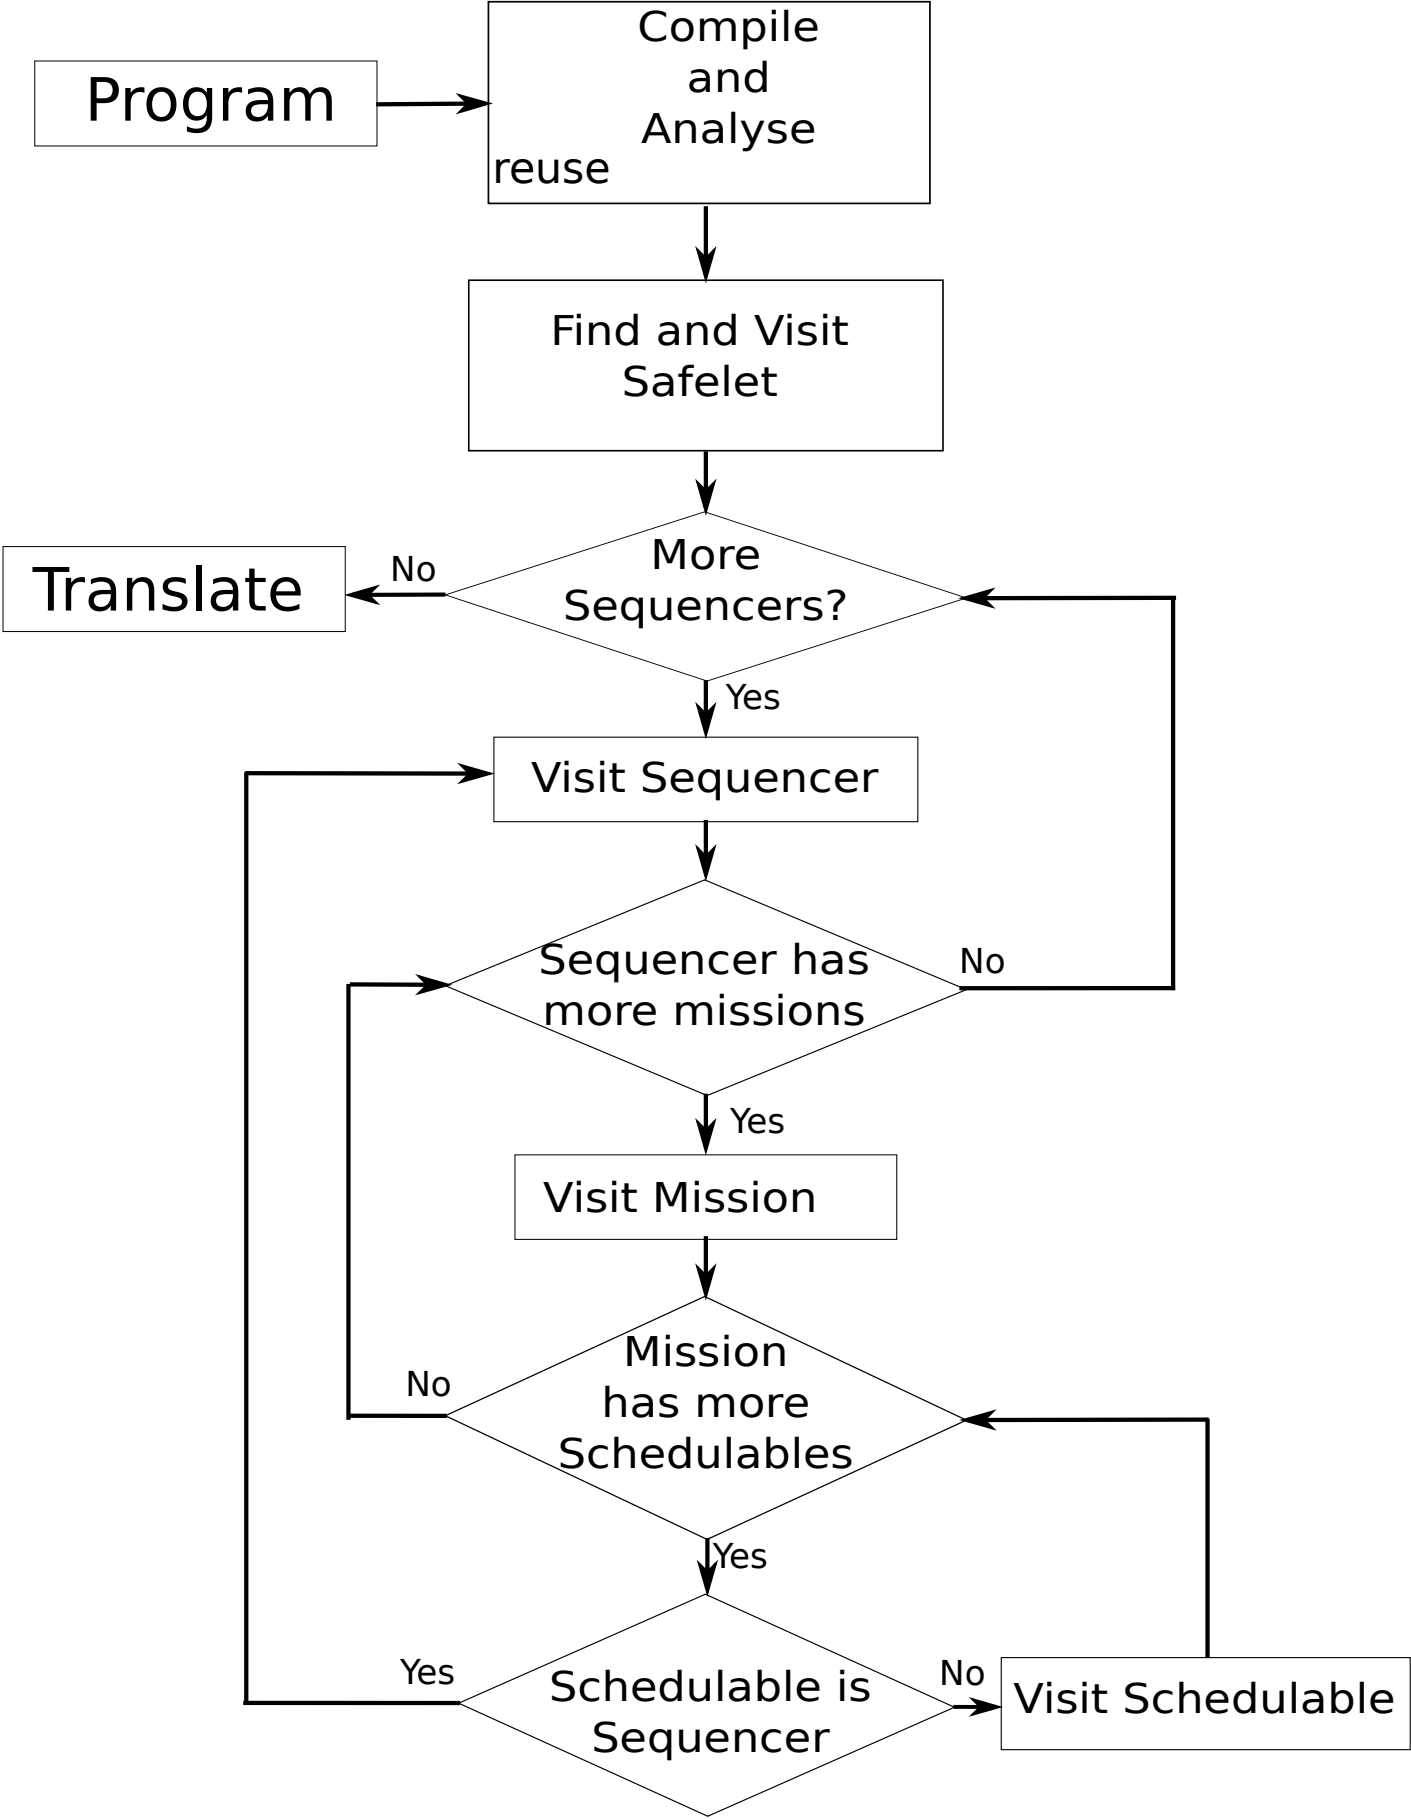 Program
Compile
and
Analyse
reuse
Find and Visit
Safelet
More
Sequencers?
No
Translate
Yes
Visit Sequencer
Sequencer has
more missions
No
Yes
Visit Mission
Mission
has more
Schedulables
No
Yes
Schedulable is
Sequencer
Yes
No
Visit Schedulable